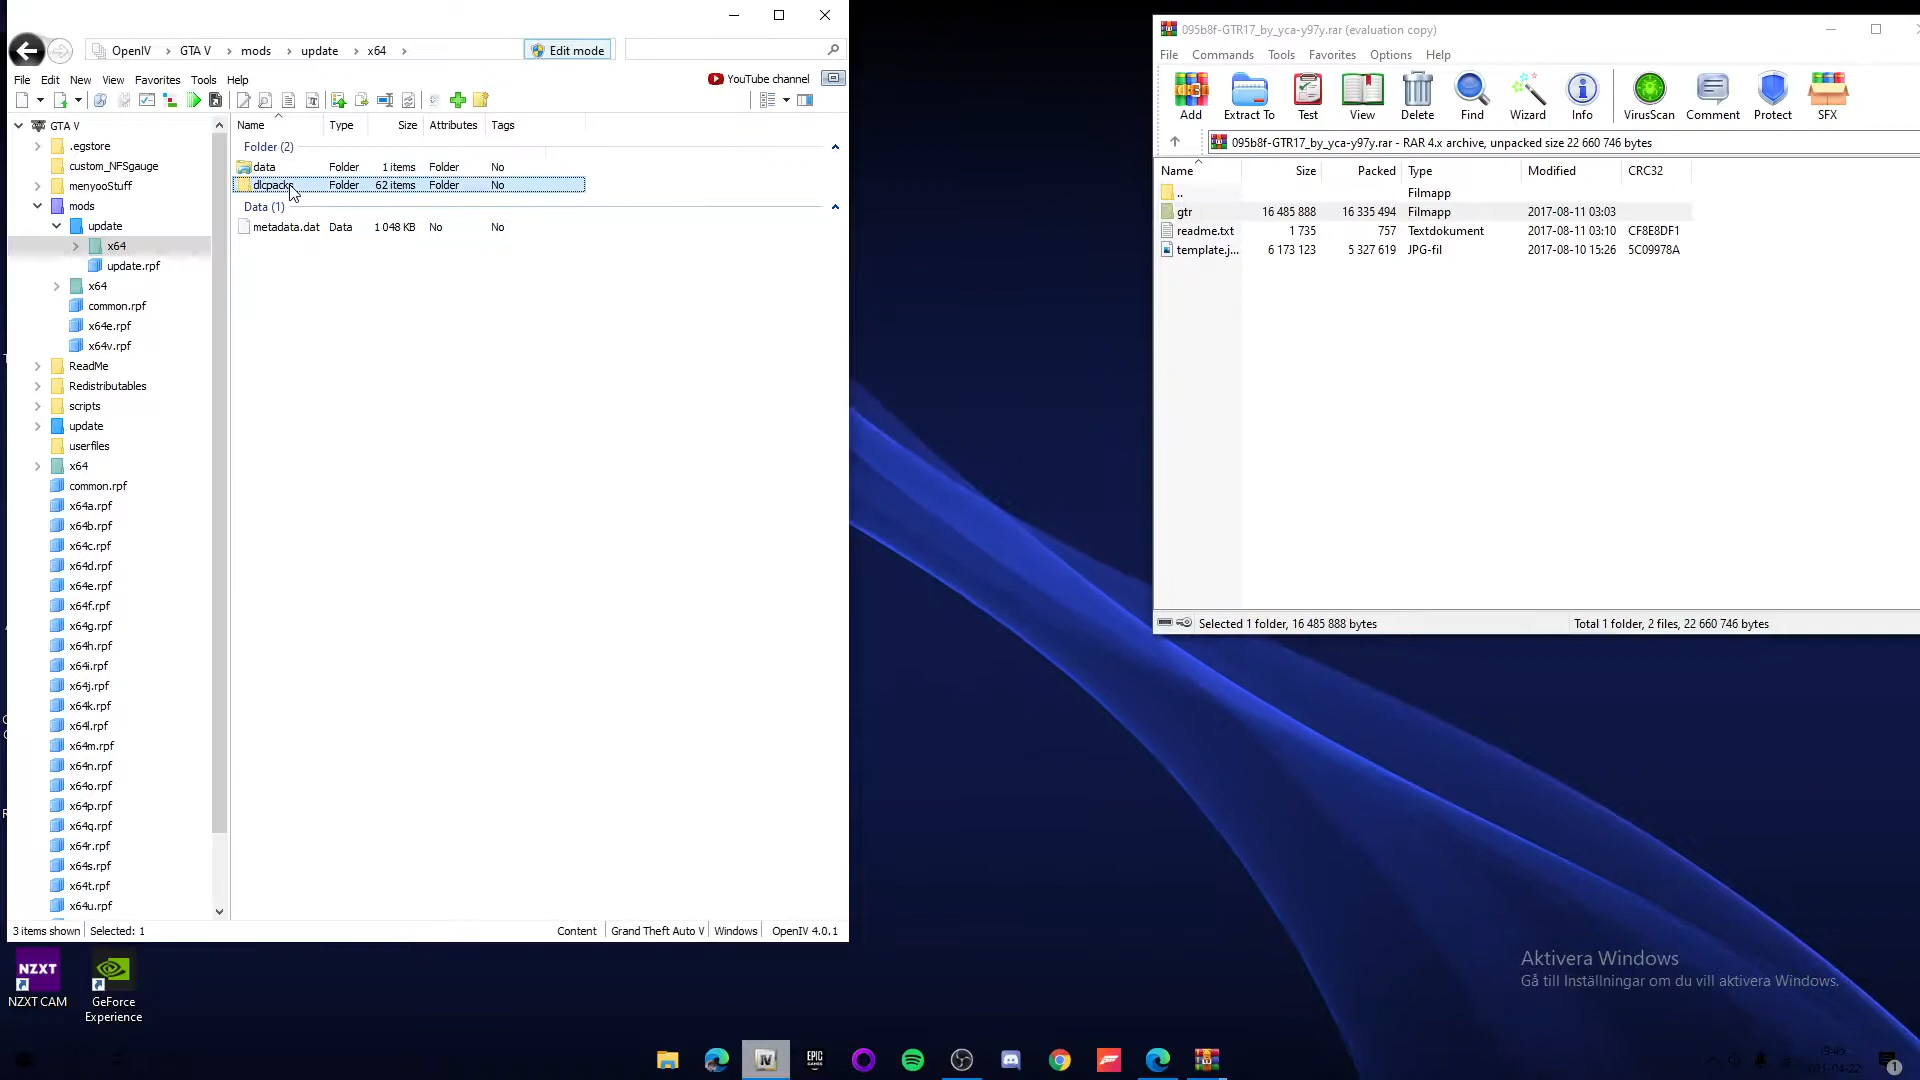 OpenIV GTA V mods update x64 Edit mode
File Edit New View Favorites Tools Help YouTube channel
GTA V
.egstore
custom_NFSgauge
menyooStuff
mods
update
x64
update.rpf
x64
common.rpf
x64e.rpf
x64v.rpf
ReadMe
Redistributables
scripts
update
userfiles
x64
common.rpf
x64a.rpf
x64b.rpf
x64c.rpf
x64d.rpf
x64e.rpf
x64f.rpf
x64g.rpf
x64h.rpf
x64i.rpf
x64j.rpf
x64k.rpf
x64l.rpf
x64m.rpf
x64n.rpf
x64o.rpf
x64p.rpf
x64q.rpf
x64r.rpf
x64s.rpf
x64t.rpf
x64u.rpf
Name Type Size Attributes Tags
Folder (2)
data Folder 1 items Folder No
dlcpacks Folder 62 items Folder No
Data (1)
metadata.dat Data 1 048 KB No No
3 items shown Selected: 1 Content Grand Theft Auto V Windows OpenIV 4.0.1
095b8f-GTR17_by_yca-y97y.rar (evaluation copy)
File Commands Tools Favorites Options Help
Add Extract To Test View Delete Find Wizard Info VirusScan Comment Protect SFX
095b8f-GTR17_by_yca-y97y.rar - RAR 4.x archive, unpacked size 22 660 746 bytes
Name Size Packed Type Modified CRC32
.. Filmapp
gtr 16 485 888 16 335 494 Filmapp 2017-08-11 03:03
readme.txt 1 735 757 Textdokument 2017-08-11 03:10 CF8E8DF1
template.j... 6 173 123 5 327 619 JPG-fil 2017-08-10 15:26 5C09978A
Selected 1 folder, 16 485 888 bytes Total 1 folder, 2 files, 22 660 746 bytes
Aktivera Windows
Gå till Inställningar om du vill aktivera Windows.
NZXT
NZXT CAM
GeForce
Experience
IV
EPIC
GAMES
1